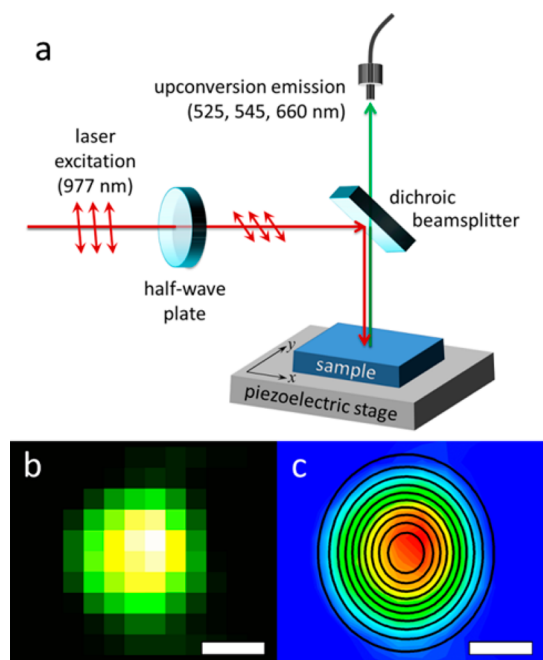 a
upconversion emission
(525, 545, 660 nm)
laser
excitation
(977 nm)
dichroic
beamsplitter
half-wave
plate
y
x
sample
piezoelectric stage
b
c